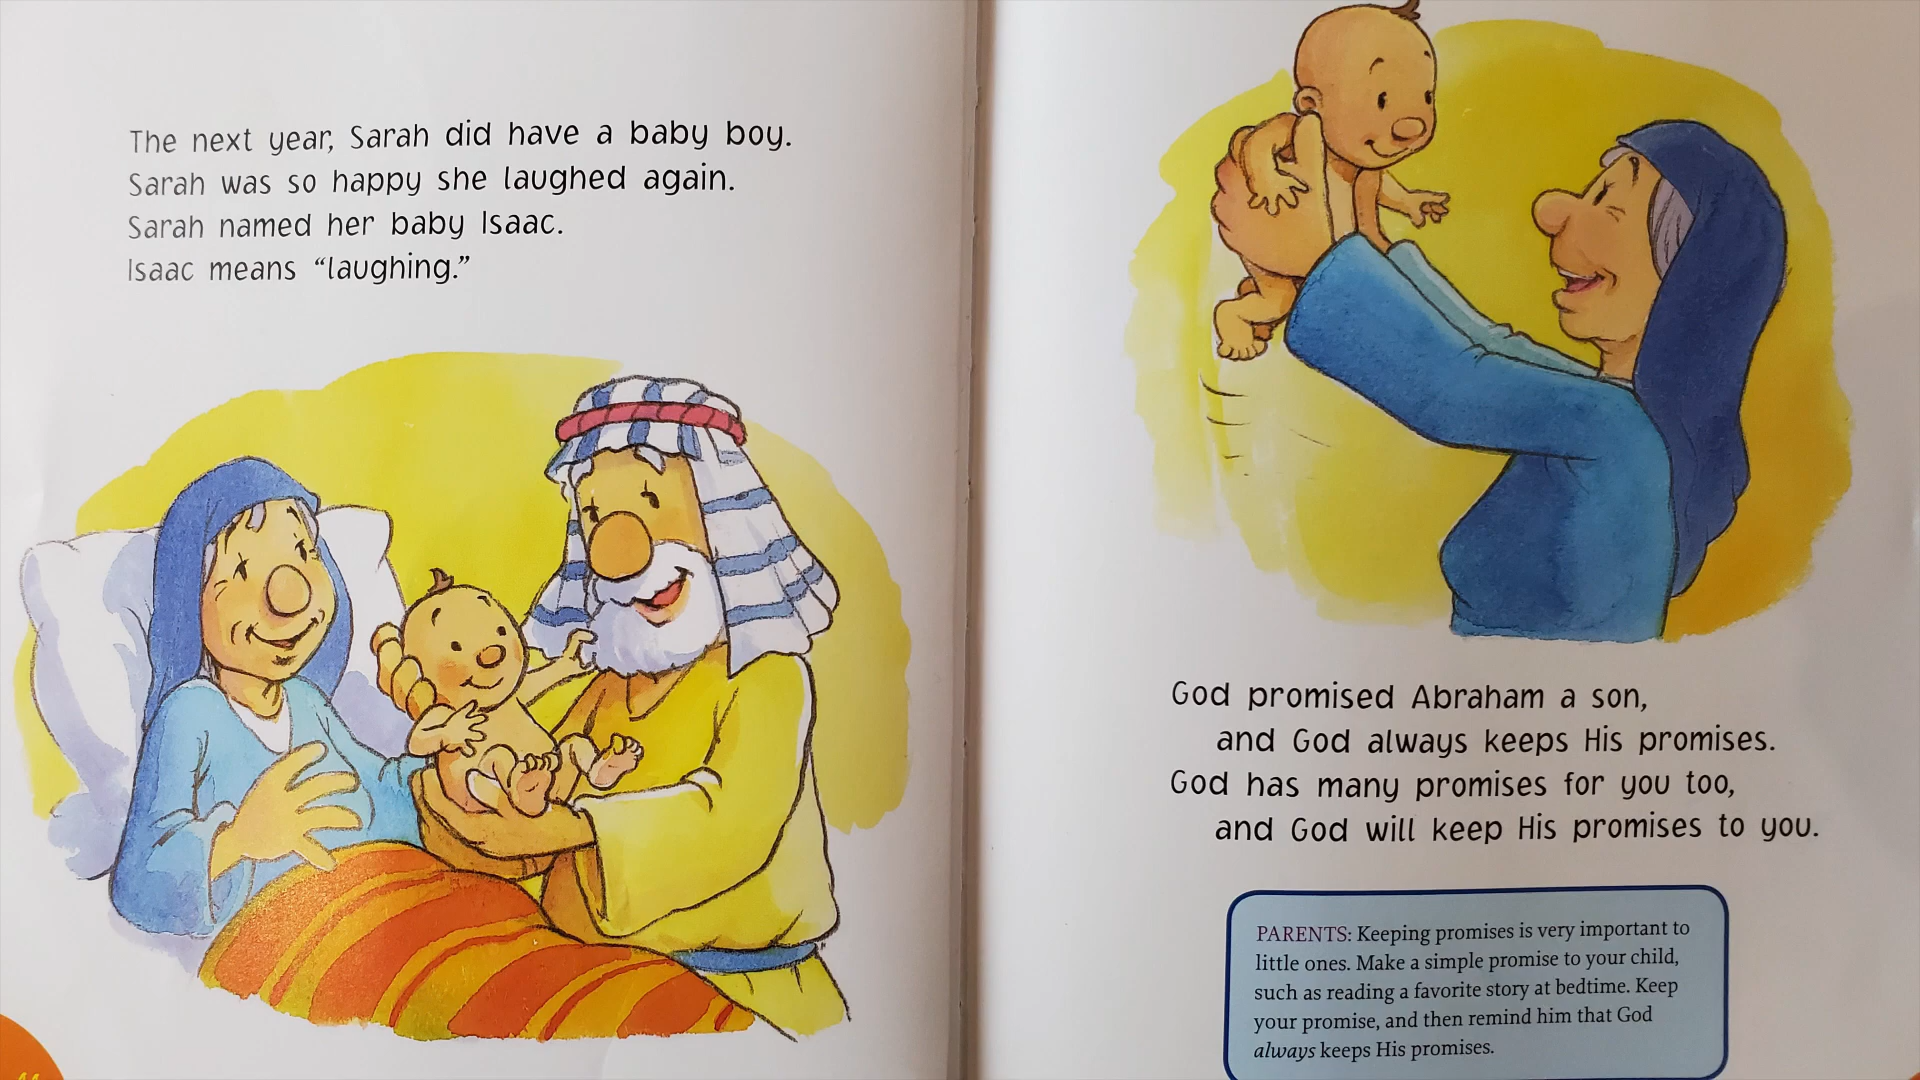 The next year, Sarah did have a baby boy.
Sarah was so happy she laughed again.
Sarah named her baby Isaac.
Isaac means “laughing.”
God promised Abraham a son,
and God always keeps His promises.
God has many promises for you too,
and God will keep His promises to you.
PARENTS: Keeping promises is very important to
little ones. Make a simple promise to your child,
such as reading a favorite story at bedtime. Keep
your promise, and then remind him that God
always keeps His promises.